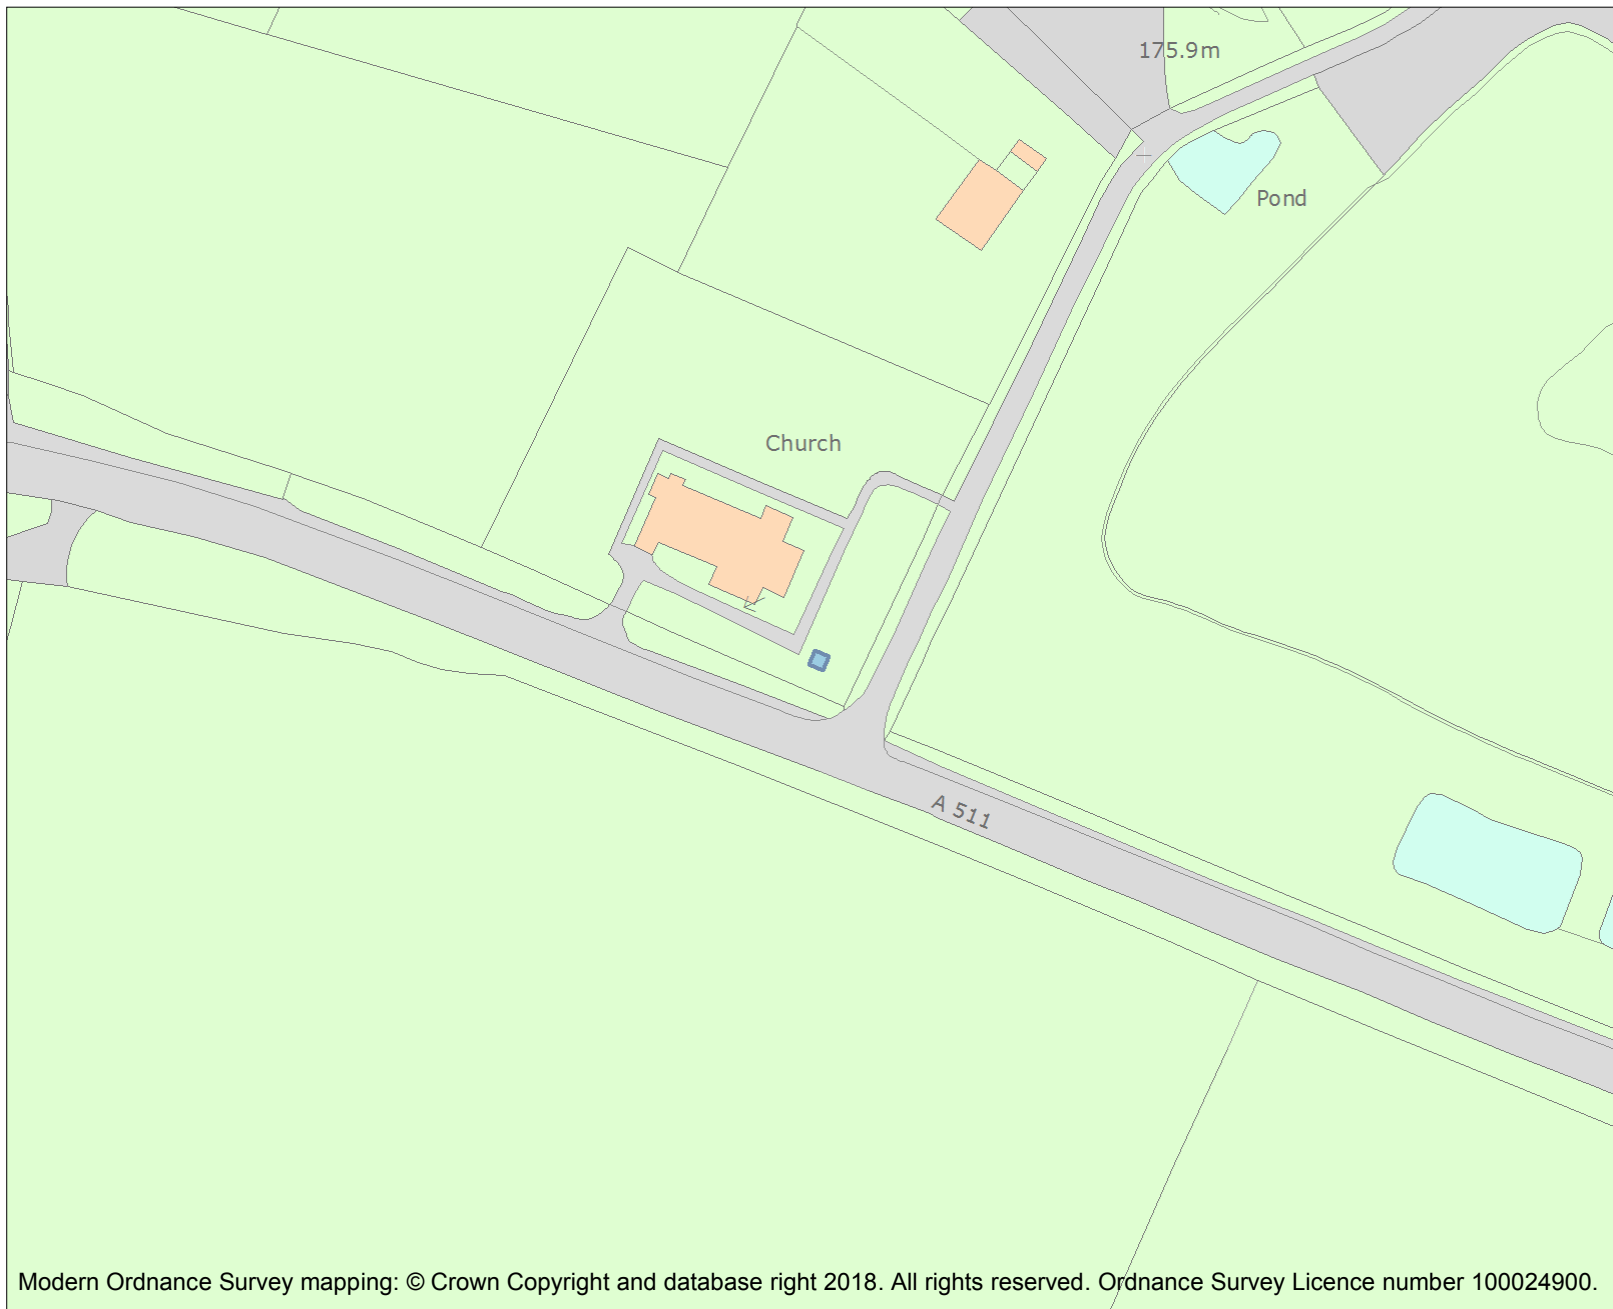 175.9m
Pond
Church
A 511
Modern Ordnance Survey mapping: © Crown Copyright and database right 2018. All rights reserved. Ordnance Survey Licence number 100024900.